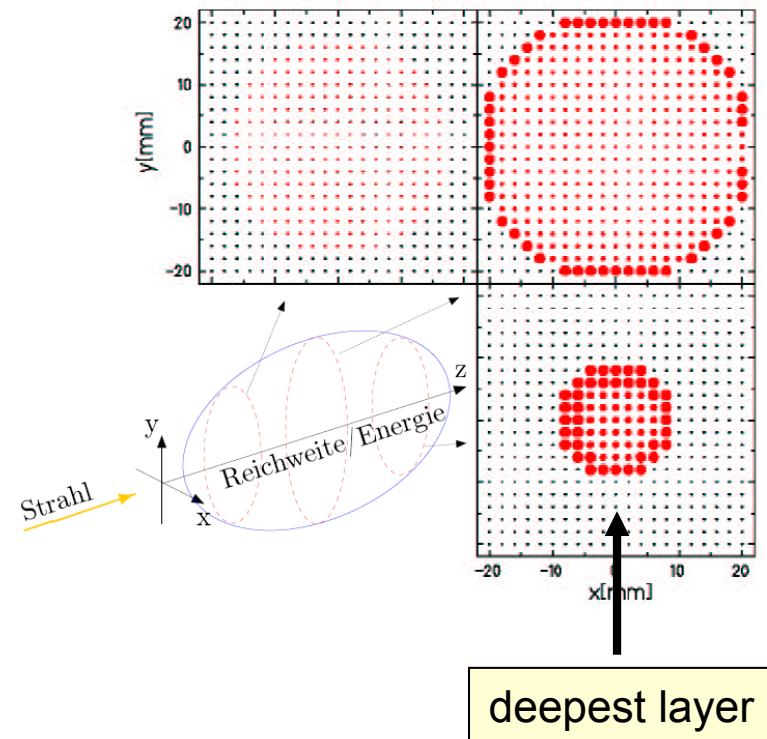 20
10
0
−10
−20
y[mm]
z
y
Reichweite/Energie
Strahl
x
−20
−10
0
10
20
x[mm]
deepest layer